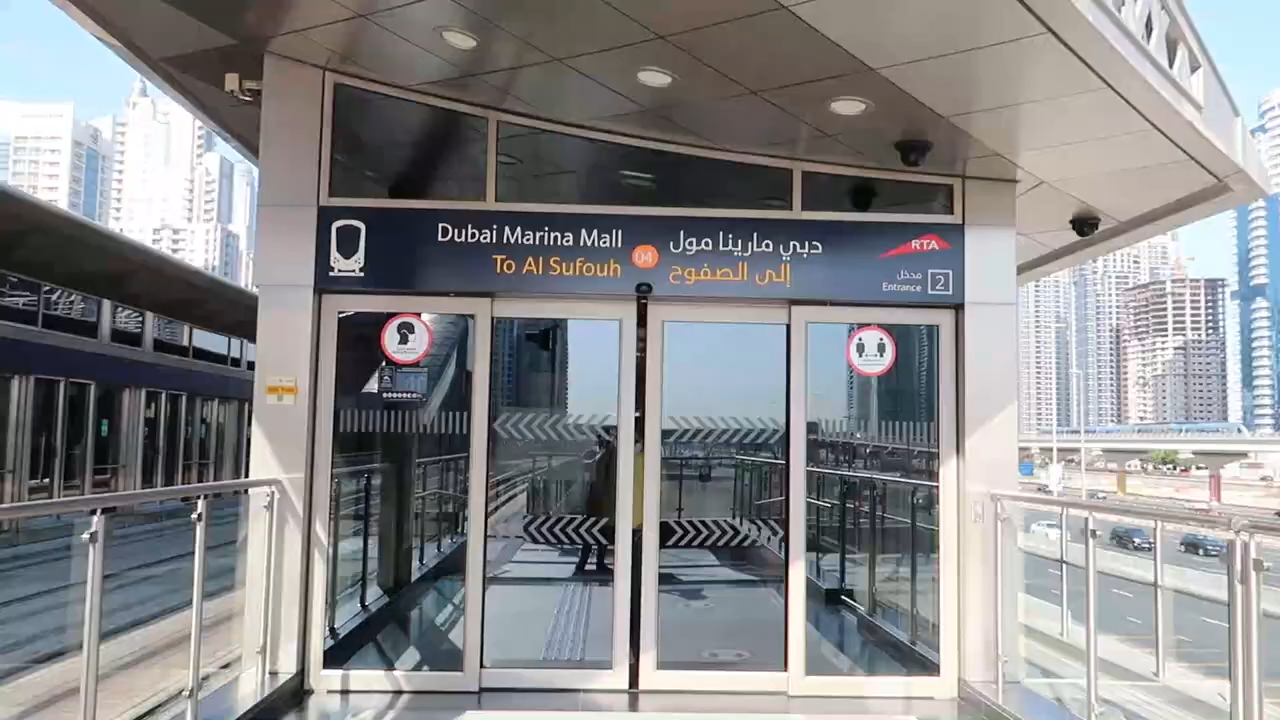 Dubai Marina Mall
To Al Sufouh
04
دبي مارينا مول
إلى الصفوح
RTA
مدخل
Entrance
2